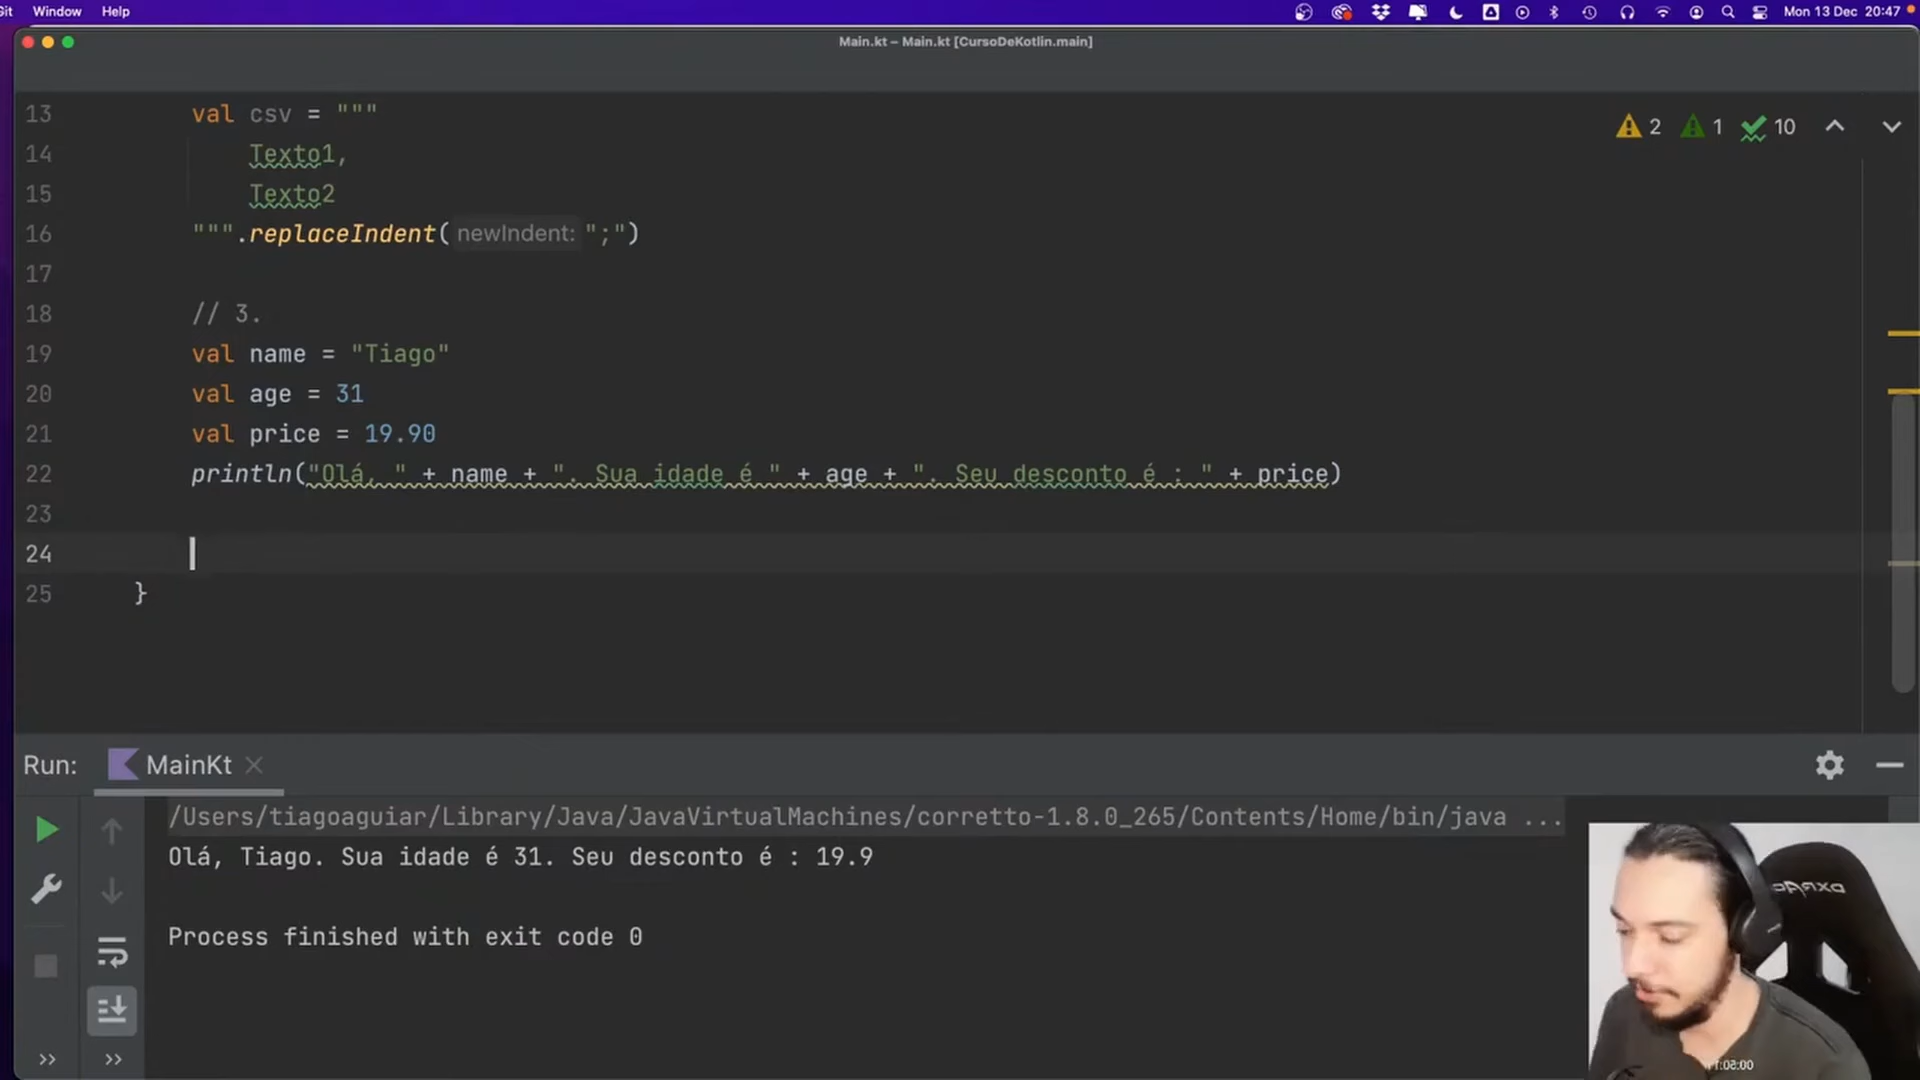 Git Window Help Mon 13 Dec 20:47
Main.kt – Main.kt [CursoDeKotlin.main]
13 val csv = """
2 1 10
14 Texto1,
15 Texto2
16 """.replaceIndent( newIndent: ";")
17
18 // 3.
19 val name = "Tiago"
20 val age = 31
21 val price = 19.90
22 println("Olá, " + name + ". Sua idade é " + age + ". Seu desconto é : " + price)
23
24
25 }
Run: MainKt
/Users/tiagoaguiar/Library/Java/JavaVirtualMachines/corretto-1.8.0_265/Contents/Home/bin/java ...
Olá, Tiago. Sua idade é 31. Seu desconto é : 19.9
Process finished with exit code 0